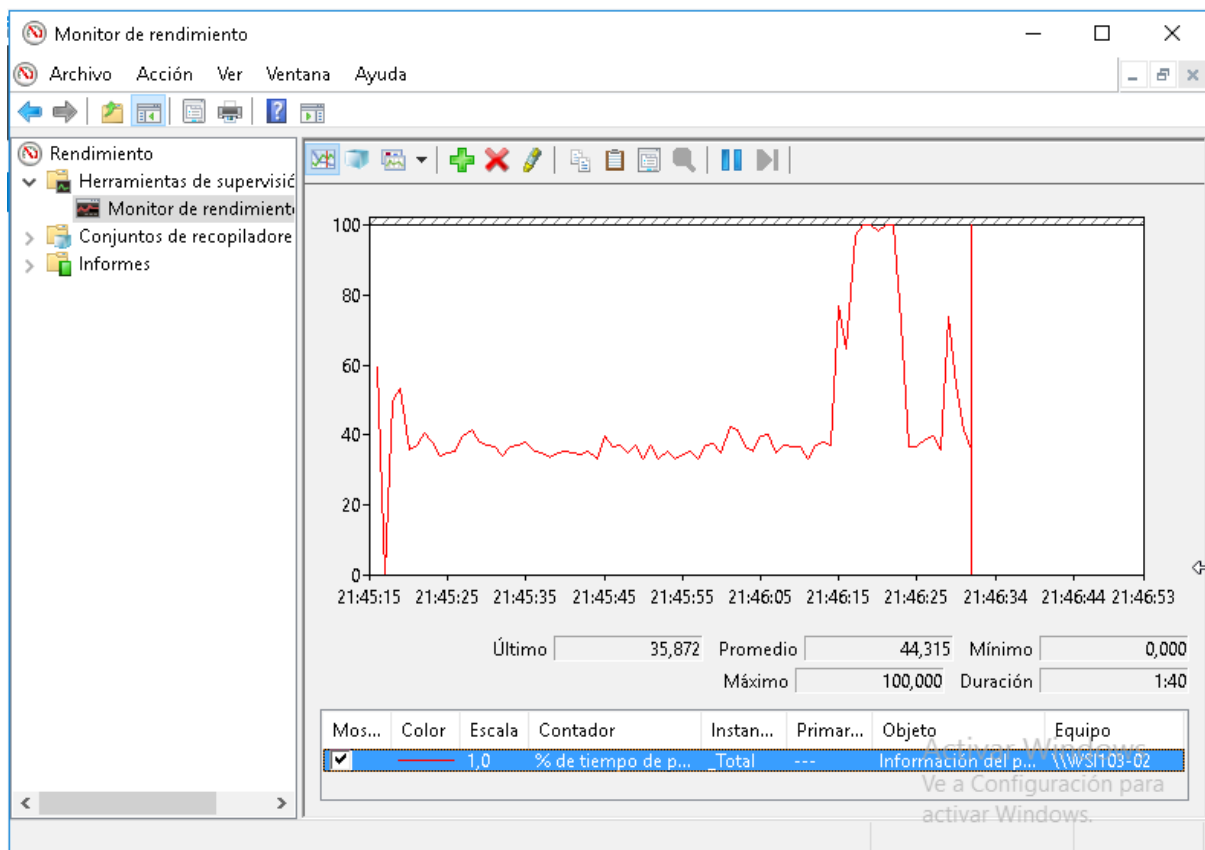 Monitor de rendimiento
Archivo Acción Ver Ventana Ayuda
Rendimiento
Herramientas de supervisió
Monitor de rendimient
Conjuntos de recopiladore
Informes
100
80
60
40
20
0
21:45:15 21:45:25 21:45:35 21:45:45 21:45:55 21:46:05 21:46:15 21:46:25 21:46:34 21:46:44 21:46:53
Último 35,872 Promedio 44,315 Mínimo 0,000
Máximo 100,000 Duración 1:40
Mos... Color Escala Contador Instan... Primar... Objeto Equipo
1,0 % de tiempo de p... _Total --- Información del p... \\WSI103-02
Activar Windows
Ve a Configuración para
activar Windows.